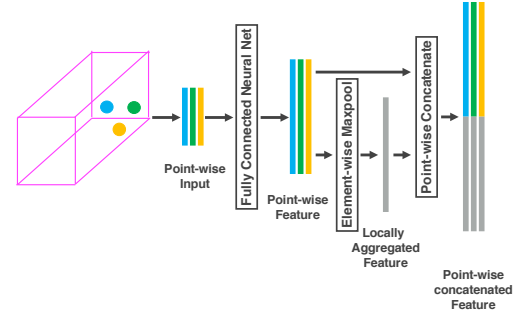 Point-wise
Input
Fully Connected Neural Net
Point-wise
Feature
Element-wise Maxpool
Locally
Aggregated
Feature
Point-wise Concatenate
Point-wise
concatenated
Feature